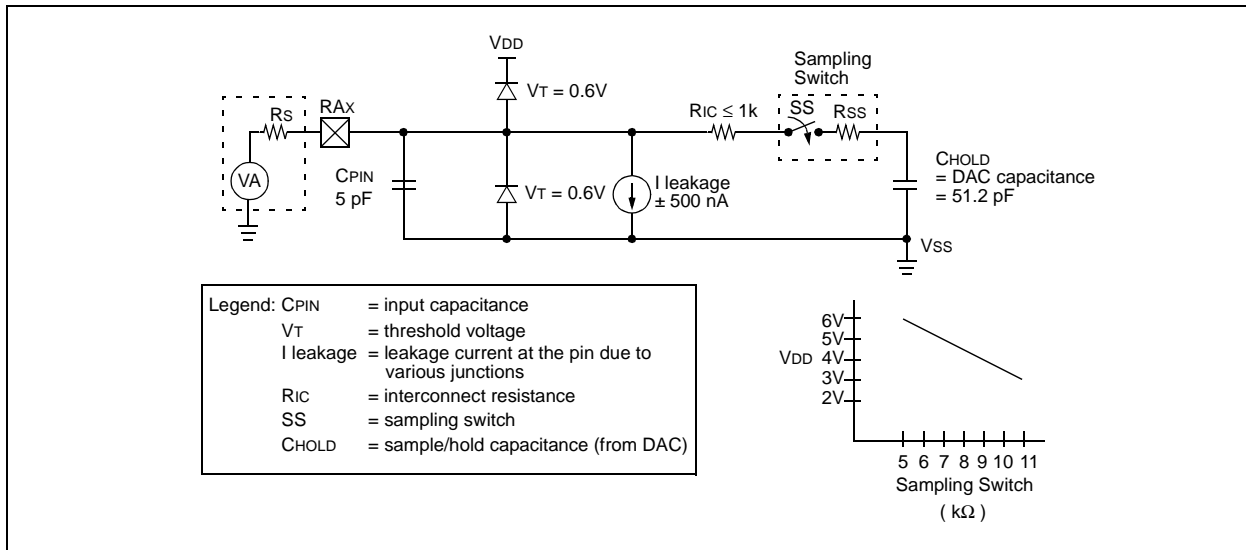 VDD
VT = 0.6V
Sampling
Switch
RS
RAX
RIC ≤ 1k
SS
RSS
VA
CPIN
5 pF
VT = 0.6V
I leakage
± 500 nA
CHOLD
= DAC capacitance
= 51.2 pF
VSS
Legend: CPIN = input capacitance
VT = threshold voltage
I leakage = leakage current at the pin due to
various junctions
RIC = interconnect resistance
SS = sampling switch
CHOLD = sample/hold capacitance (from DAC)
6V
5V
VDD 4V
3V
2V
5 6 7 8 9 10 11
Sampling Switch
( kΩ )